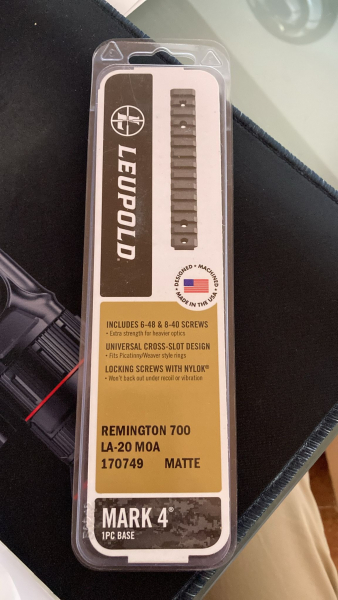 LEUPOLD®
DESIGNED • MACHINED
• MADE IN THE USA •
INCLUDES 6-48 & 8-40 SCREWS
• Extra strength for heavier optics
UNIVERSAL CROSS-SLOT DESIGN
• Fits Picatinny/Weaver style rings
LOCKING SCREWS WITH NYLOK®
• Won't back out under recoil or vibration
REMINGTON 700
LA-20 MOA
170749 MATTE
MARK 4®
1PC BASE